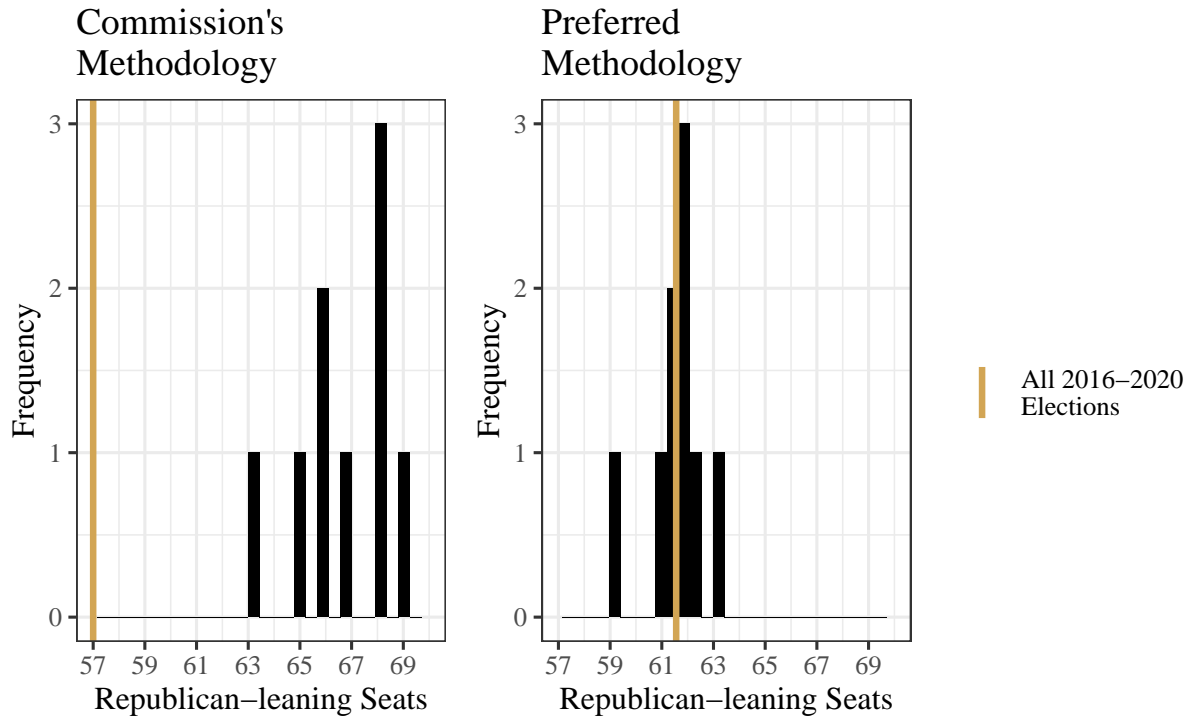 Commission's
Methodology
Preferred
Methodology
3
2
1
0
Frequency
57 59 61 63 65 67 69
Republican−leaning Seats
3
2
1
0
Frequency
57 59 61 63 65 67 69
Republican−leaning Seats
All 2016−2020
Elections